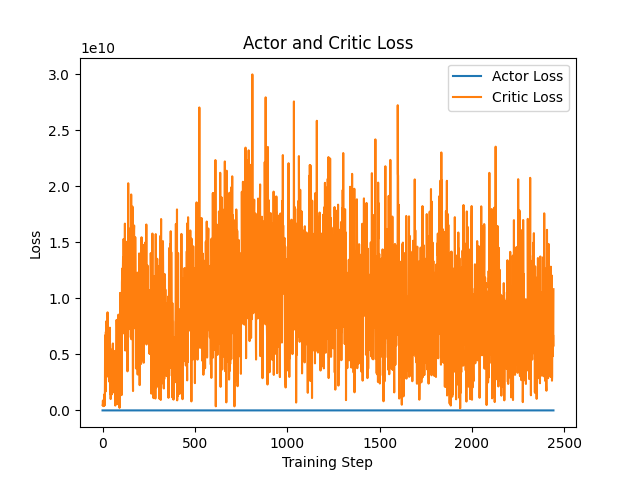 Actor and Critic Loss
1e10
3.0
2.5
2.0
1.5
1.0
0.5
0.0
Loss
Actor Loss
Critic Loss
0
500
1000
1500
2000
2500
Training Step